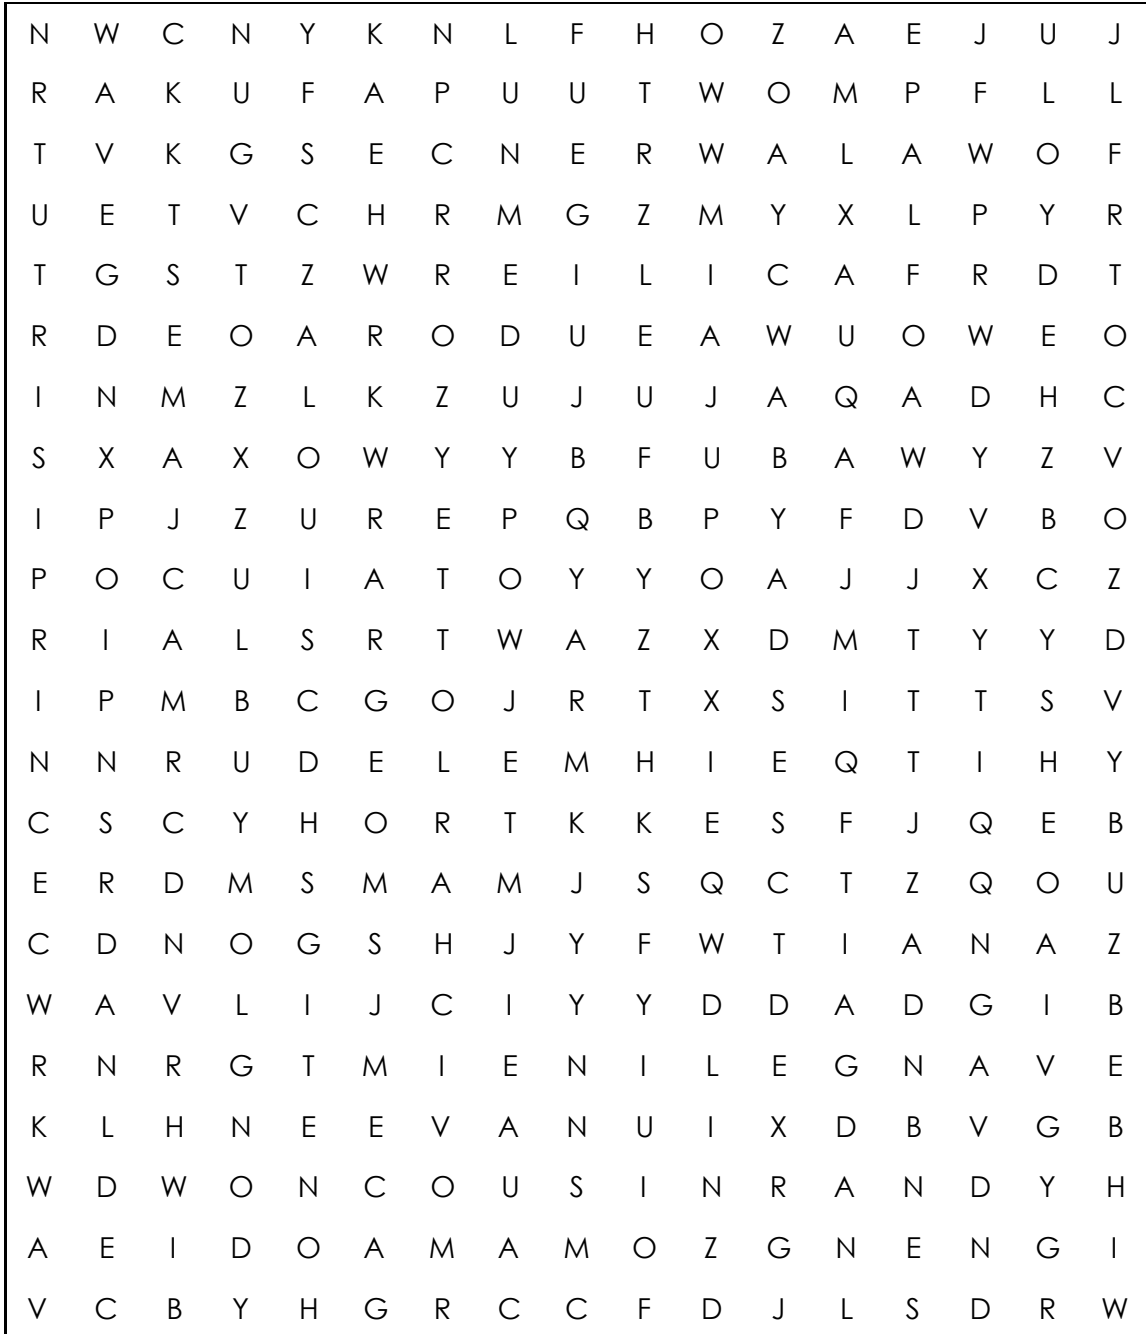 N W C N Y K N L F H O Z A E J U J
R A K U F A P U U T W O M P F L L
T V K G S E C N E R W A L A W O F
U E T V C H R M G Z M Y X L P Y R
T G S T Z W R E I L I C A F R D T
R D E O A R O D U E A W U O W E O
I N M Z L K Z U J U J A Q A D H C
S X A X O W Y Y B F U B A W Y Z V
I P J Z U R E P Q B P Y F D V B O
P O C U I A T O Y Y O A J J X C Z
R I A L S R T W A Z X D M T Y Y D
I P M B C G O J R T X S I T T S V
N N R U D E L E M H I E Q T I H Y
C S C Y H O R T K K E S F J Q E B
E R D M S M A M J S Q C T Z Q O U
C D N O G S H J Y F W T I A N A Z
W A V L I J C I Y Y D D A D G I B
R N R G T M I E N I L E G N A V E
K L H N E E V A N U I X D B V G B
W D W O N C O U S I N R A N D Y H
A E I D O A M A M O Z G N E N G I
V C B Y H G R C C F D J L S D R W